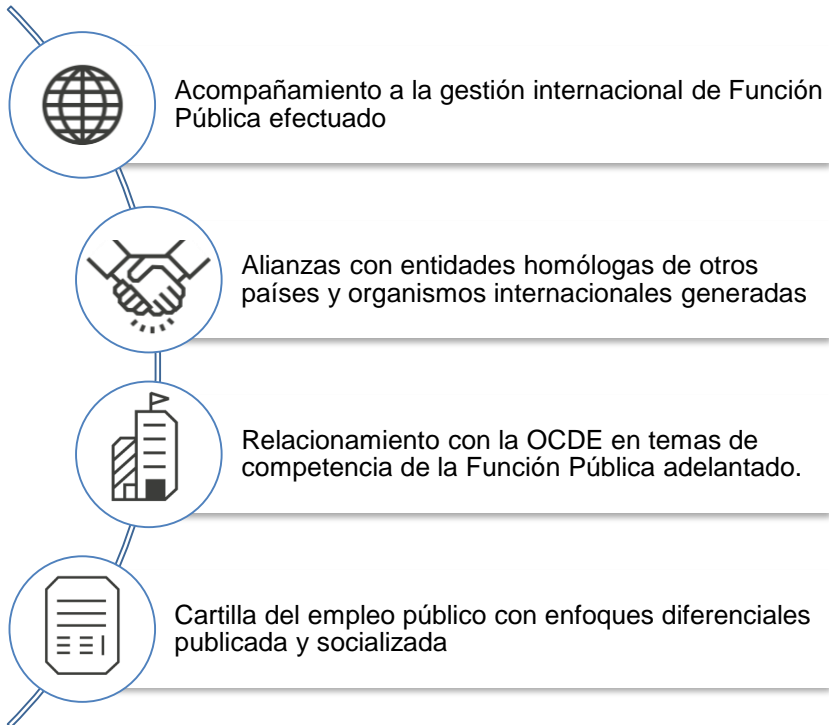 Acompañamiento a la gestión internacional de Función
Pública efectuado
Alianzas con entidades homólogas de otros
países y organismos internacionales generadas
Relacionamiento con la OCDE en temas de
competencia de la Función Pública adelantado.
Cartilla del empleo público con enfoques diferenciales
publicada y socializada